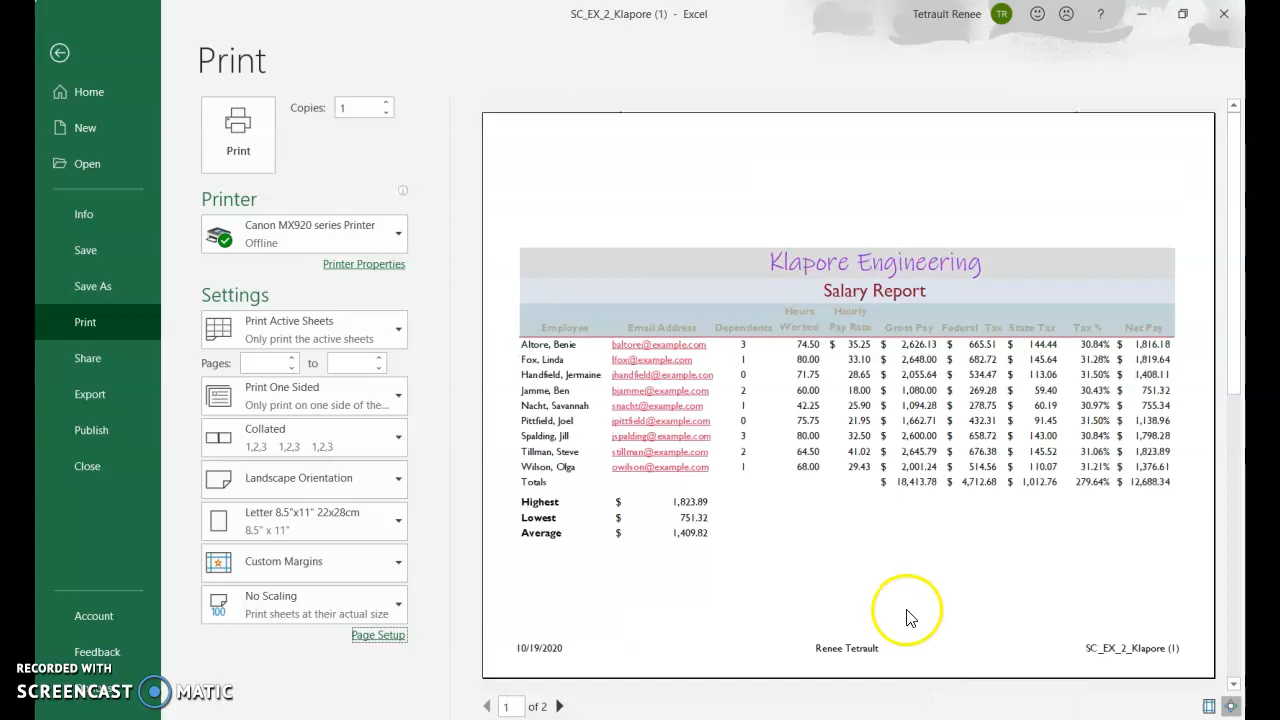 SC_EX_2_Klapore (1) - Excel
Tetrault Renee TR ?
Print
Home
New
Open
Info
Save
Save As
Print
Share
Export
Publish
Close
Account
Feedback
RECORDED WITH
SCREENCAST MATIC
Print
Copies: 1
Printer
Canon MX920 series Printer
Offline
Printer Properties
Settings
Print Active Sheets
Only print the active sheets
Pages: to
Print One Sided
Only print on one side of the...
Collated
1,2,3 1,2,3 1,2,3
Landscape Orientation
Letter 8.5"x11" 22x28cm
8.5" x 11"
Custom Margins
100
No Scaling
Print sheets at their actual size
Page Setup
Klapore Engineering
Salary Report
Hours Hourly
Employee Email Address Dependents Worked Pay Rate Gross Pay Federal Tax State Tax Tax % Net Pay
Altore, Benie baltore@example.com 3 74.50 $ 35.25 $ 2,626.13 $ 665.51 $ 144.44 30.84% $ 1,816.18
Fox, Linda lfox@example.com 1 80.00 33.10 $ 2,648.00 $ 682.72 $ 145.64 31.28% $ 1,819.64
Handfield, Jermaine jhandfield@example.con 0 71.75 28.65 $ 2,055.64 $ 534.47 $ 113.06 31.50% $ 1,408.11
Jamme, Ben bjamme@example.com 2 60.00 18.00 $ 1,080.00 $ 269.28 $ 59.40 30.43% $ 751.32
Nacht, Savannah snacht@example.com 1 42.25 25.90 $ 1,094.28 $ 278.75 $ 60.19 30.97% $ 755.34
Pittfield, Joel jpittfield@example.com 0 75.75 21.95 $ 1,662.71 $ 432.31 $ 91.45 31.50% $ 1,138.96
Spalding, Jill jspalding@example.com 3 80.00 32.50 $ 2,600.00 $ 658.72 $ 143.00 30.84% $ 1,798.28
Tillman, Steve stillman@example.com 2 64.50 41.02 $ 2,645.79 $ 676.38 $ 145.52 31.06% $ 1,823.89
Wilson, Olga owilson@example.com 1 68.00 29.43 $ 2,001.24 $ 514.56 $ 110.07 31.21% $ 1,376.61
Totals $ 18,413.78 $ 4,712.68 $ 1,012.76 279.64% $ 12,688.34
Highest $ 1,823.89
Lowest $ 751.32
Average $ 1,409.82
10/19/2020 Renee Tetrault SC_EX_2_Klapore (1)
1 of 2